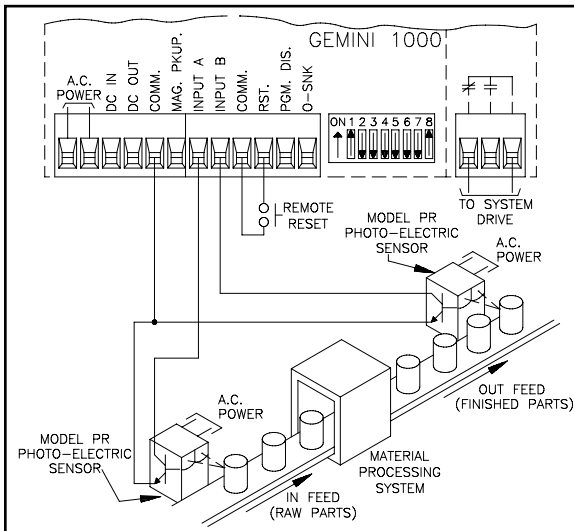 GEMINI 1000
A.C.
POWER
DC IN
DC OUT
COMM.
MAG. PKUP.
INPUT A
INPUT B
COMM.
RST.
PGM. DIS.
O-SNK
ON 1 2 3 4 5 6 7 8
REMOTE
RESET
TO SYSTEM
DRIVE
MODEL PR
PHOTO-ELECTRIC
SENSOR
A.C.
POWER
OUT FEED
(FINISHED PARTS)
A.C.
POWER
MODEL PR
PHOTO-ELECTRIC
SENSOR
MATERIAL
PROCESSING
SYSTEM
IN FEED
(RAW PARTS)